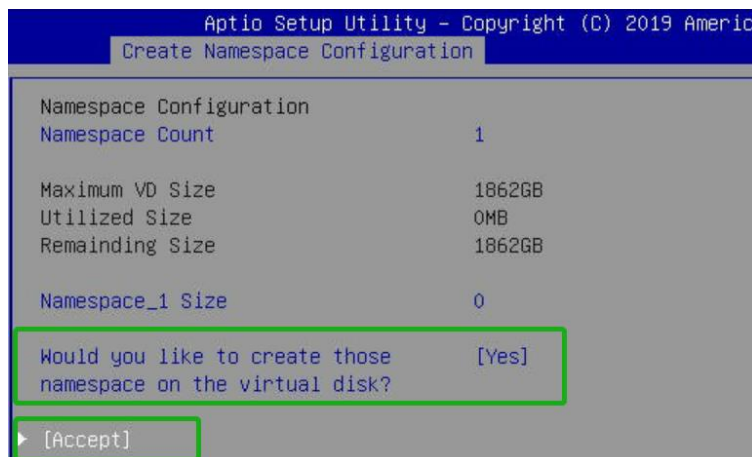 Aptio Setup Utility – Copyright (C) 2019 Americ
Create Namespace Configuration
Namespace Configuration
Namespace Count 1
Maximum VD Size 1862GB
Utilized Size 0MB
Remainding Size 1862GB
Namespace_1 Size 0
Would you like to create those [Yes]
namespace on the virtual disk?
[Accept]